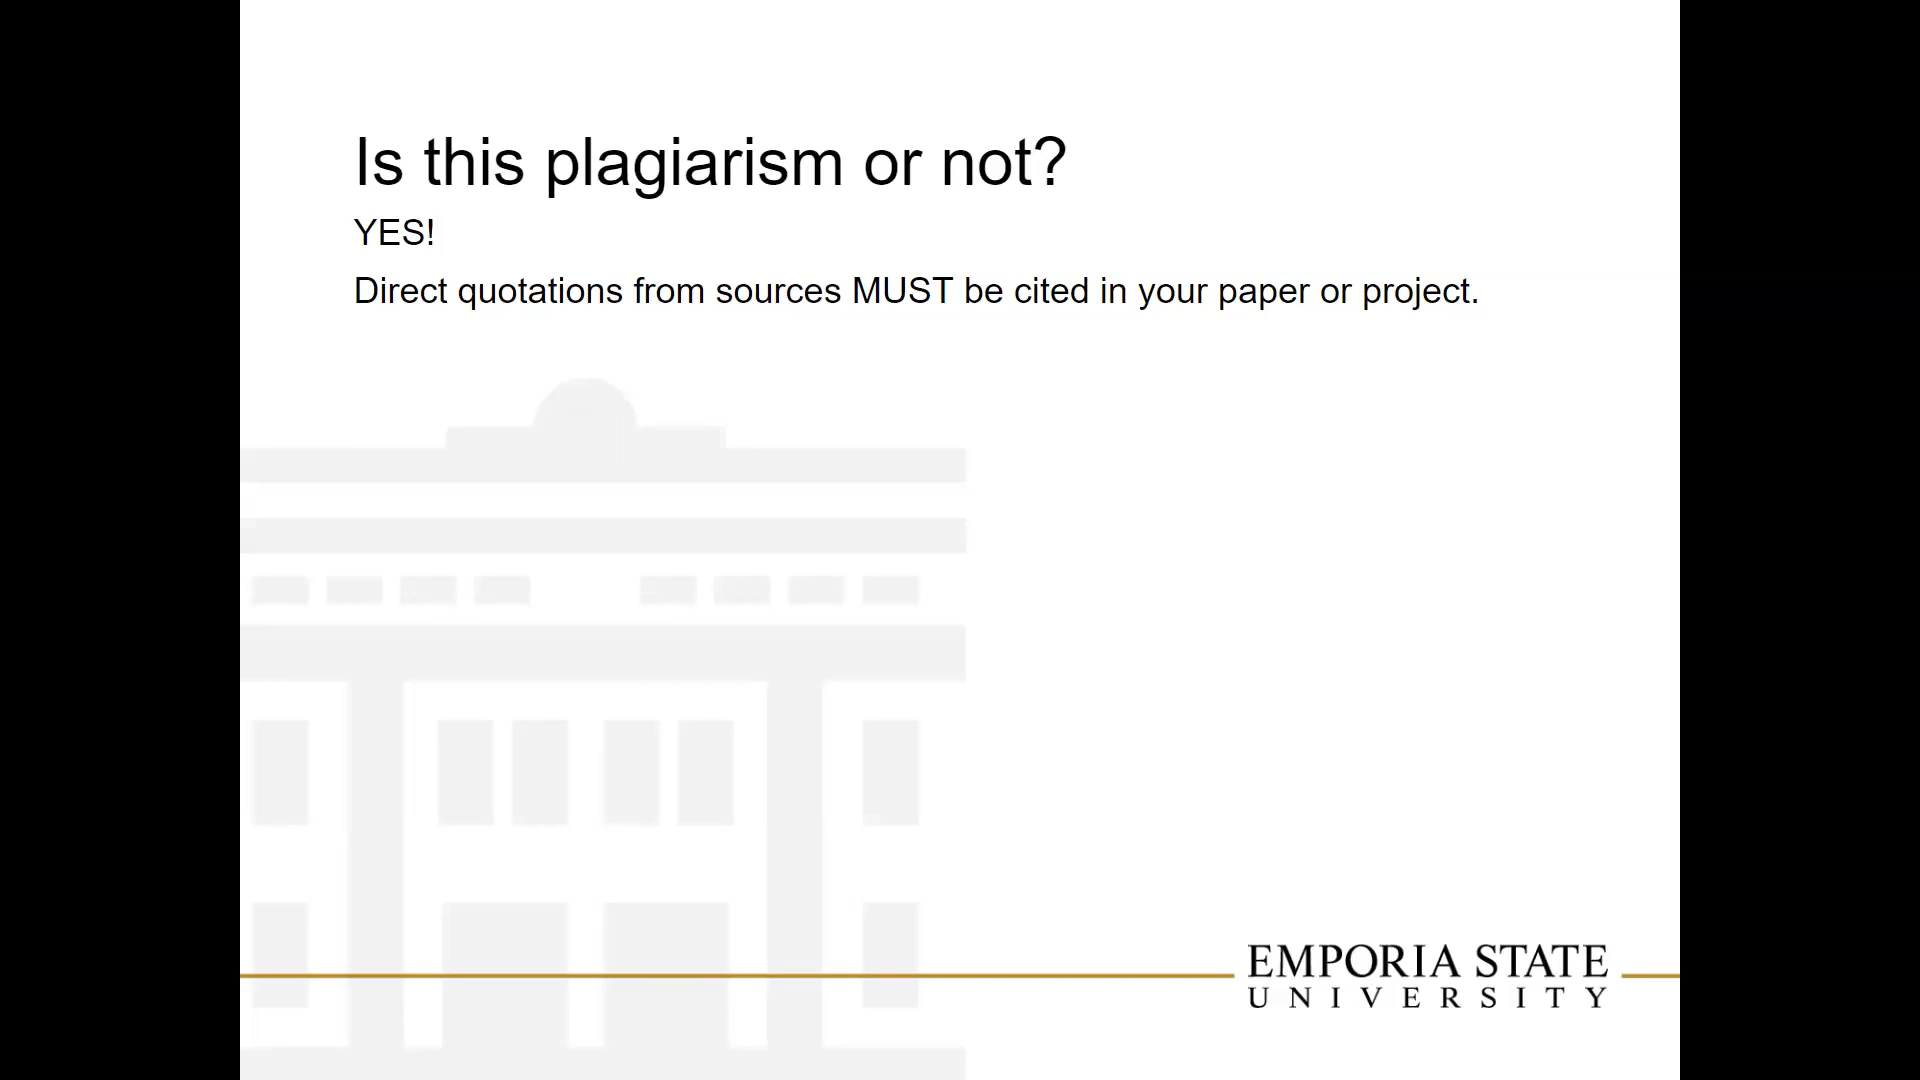 Is this plagiarism or not?
YES!
Direct quotations from sources MUST be cited in your paper or project.
EMPORIA STATE
UNIVERSITY